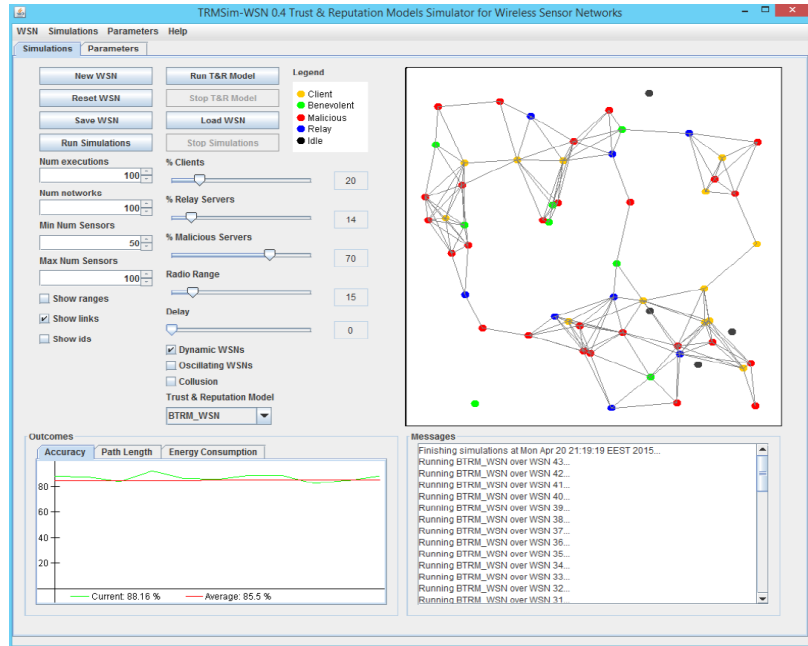 TRMSim-WSN 0.4 Trust & Reputation Models Simulator for Wireless Sensor Networks
WSN Simulations Parameters Help
Simulations Parameters
New WSN
Run T&R Model
Reset WSN
Stop T&R Model
Save WSN
Load WSN
Run Simulations
Stop Simulations
Legend
Client
Benevolent
Malicious
Relay
Idle
Num executions
100
Num networks
100
Min Num Sensors
50
Max Num Sensors
100
Show ranges
Show links
Show ids
% Clients
20
% Relay Servers
14
% Malicious Servers
70
Radio Range
15
Delay
0
Dynamic WSNs
Oscillating WSNs
Collusion
Trust & Reputation Model
BTRM_WSN
Outcomes
Accuracy Path Length Energy Consumption
80
60
40
20
Current: 88.16 % Average: 85.5 %
Messages
Finishing simulations at Mon Apr 20 21:19:19 EEST 2015...
Running BTRM_WSN over WSN 43...
Running BTRM_WSN over WSN 42...
Running BTRM_WSN over WSN 41...
Running BTRM_WSN over WSN 40...
Running BTRM_WSN over WSN 39...
Running BTRM_WSN over WSN 38...
Running BTRM_WSN over WSN 37...
Running BTRM_WSN over WSN 36...
Running BTRM_WSN over WSN 35...
Running BTRM_WSN over WSN 34...
Running BTRM_WSN over WSN 33...
Running BTRM_WSN over WSN 32...
Running BTRM_WSN over WSN 31...